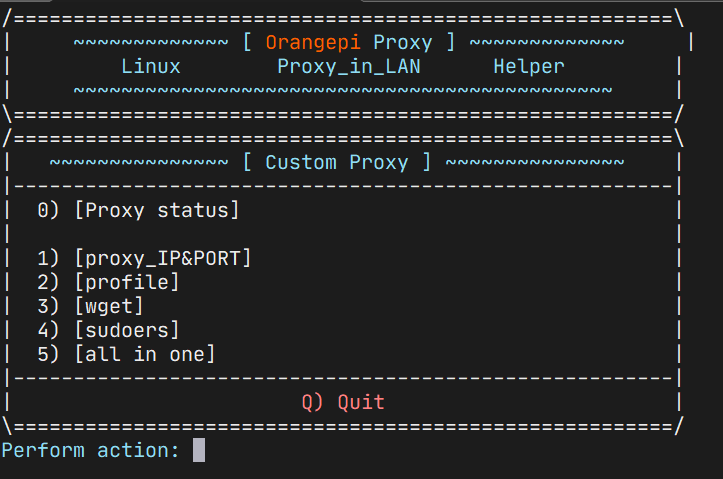 /=======================================================\
|     ~~~~~~~~~~~~~ [ Orangepi Proxy ] ~~~~~~~~~~~~~     |
|         Linux        Proxy_in_LAN      Helper         |
|     ~~~~~~~~~~~~~~~~~~~~~~~~~~~~~~~~~~~~~~~~~~~~~     |
\=======================================================/
/=======================================================\
|   ~~~~~~~~~~~~~~~ [ Custom Proxy ] ~~~~~~~~~~~~~~~    |
|-------------------------------------------------------|
|  0) [Proxy status]                                    |
|                                                       |
|  1) [proxy_IP&PORT]                                   |
|  2) [profile]                                         |
|  3) [wget]                                            |
|  4) [sudoers]                                         |
|  5) [all in one]                                      |
|-------------------------------------------------------|
|                        Q) Quit                        |
\=======================================================/
Perform action: